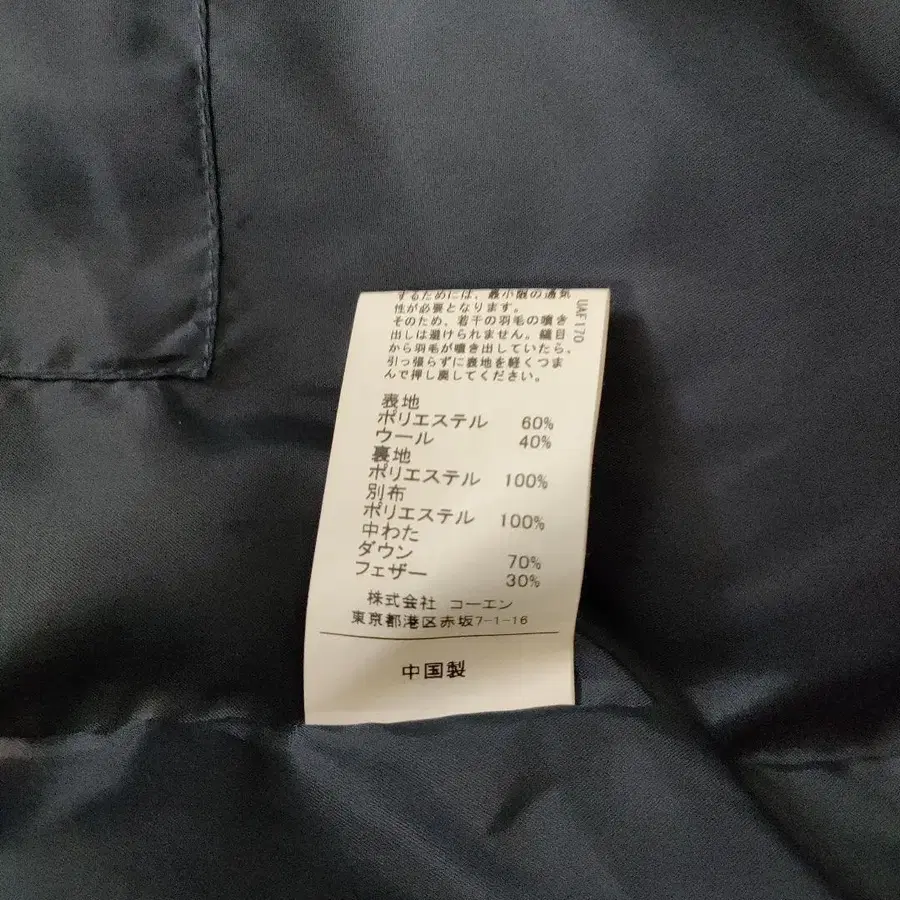 するためには、最小限の通気
性が必要となります。
そのため、若干の羽毛の噴き
出しは避けられません。縫目
から羽毛が噴き出していたら、
引っ張らずに表地を軽くつま
んで押し戻してください。
UAF170
表地
ポリエステル 60%
ウール 40%
裏地
ポリエステル 100%
別布
ポリエステル 100%
中わた
ダウン 70%
フェザー 30%
株式会社 コーエン
東京都港区赤坂7-1-16
中国製